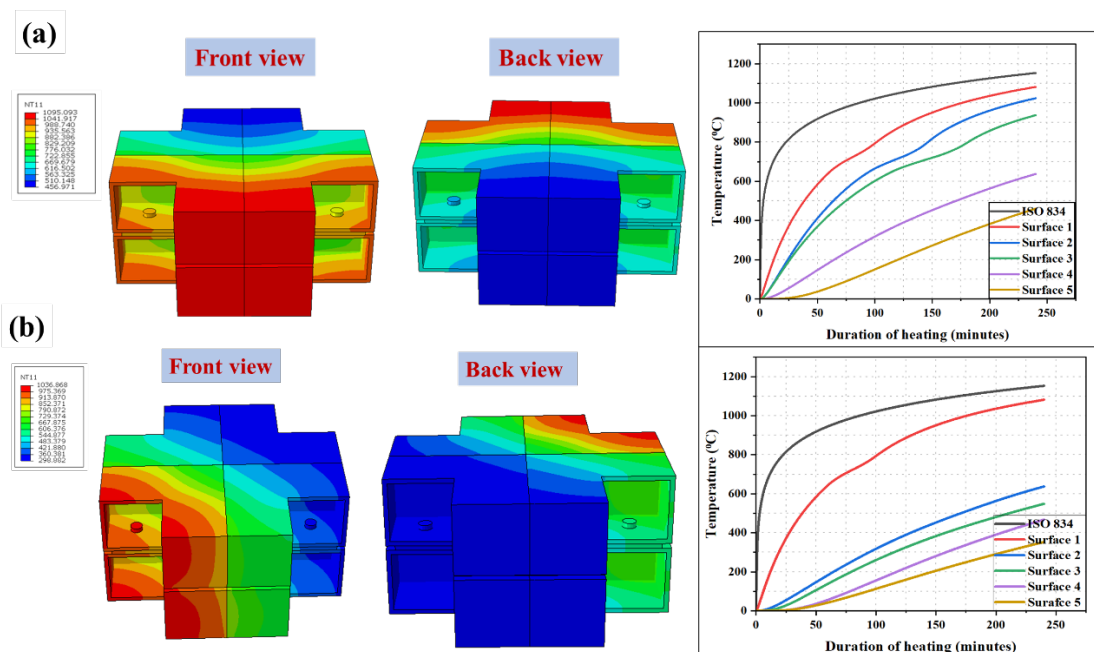 (a)
Front view
Back view
NT11
1095.093
1041.917
988.740
935.563
882.386
829.209
776.032
722.855
669.679
616.502
563.325
510.148
456.971
Temperature (⁰C)
1200
1000
800
600
400
200
0
0 50 100 150 200 250
Duration of heating (minutes)
ISO 834
Surface 1
Surface 2
Surface 3
Surface 4
Surface 5
(b)
Front view
Back view
NT11
1036.868
975.369
913.870
852.371
790.872
729.374
667.875
606.376
544.877
483.379
421.880
360.381
298.882
Temperature (⁰C)
1200
1000
800
600
400
200
0
0 50 100 150 200 250
Duration of heating (minutes)
ISO 834
Surface 1
Surface 2
Surface 3
Surface 4
Surafce 5